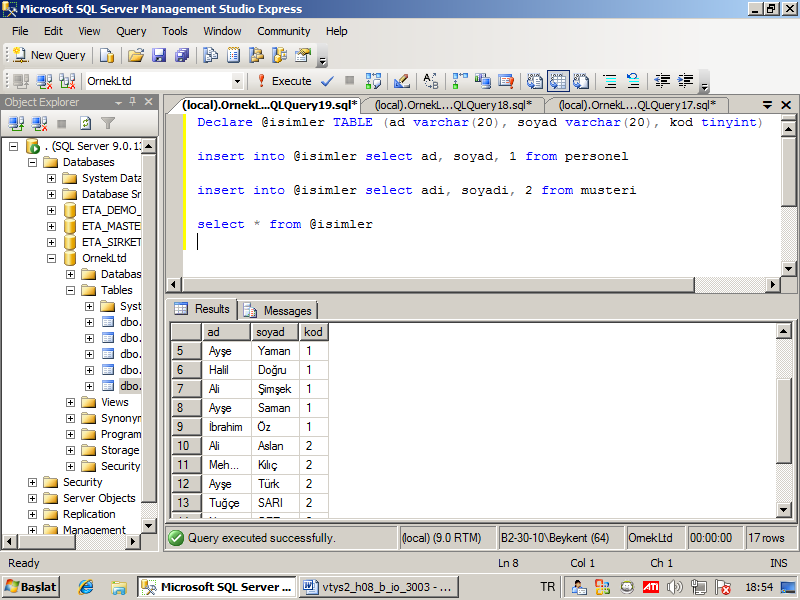 Microsoft SQL Server Management Studio Express
File Edit View Query Tools Window Community Help
New Query
OrnekLtd Execute
Object Explorer
(local).OrnekL...QLQuery19.sql* (local).OrnekL...QLQuery18.sql* (local).OrnekL...QLQuery17.sql*
Declare @isimler TABLE (ad varchar(20), soyad varchar(20), kod tinyint)
insert into @isimler select ad, soyad, 1 from personel
insert into @isimler select adi, soyadi, 2 from musteri
select * from @isimler
. (SQL Server 9.0.13
Databases
System Data
Database Sn
ETA_DEMO_
ETA_MASTE
ETA_SIRKET
OrnekLtd
Databas
Tables
Syst
dbo.
dbo.
dbo.
dbo.
dbo.
Views
Synonym
Program
Storage
Security
Security
Server Objects
Replication
Management
Results Messages
ad soyad kod
5 Ayşe Yaman 1
6 Halil Doğru 1
7 Ali Şimşek 1
8 Ayşe Saman 1
9 İbrahim Öz 1
10 Ali Aslan 2
11 Meh... Kılıç 2
12 Ayşe Türk 2
13 Tuğçe SARI 2
Query executed successfully. (local) (9.0 RTM) B2-30-10\Beykent (64) OrnekLtd 00:00:00 17 rows
Ready Ln 8 Col 1 Ch 1 INS
Başlat Microsoft SQL Server ... vtys2_h08_b_io_3003 - ... TR ATI 18:54